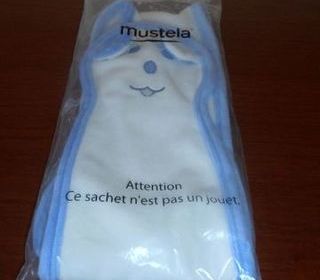 mustela
Attention
Ce sachet n'est pas un jouet.